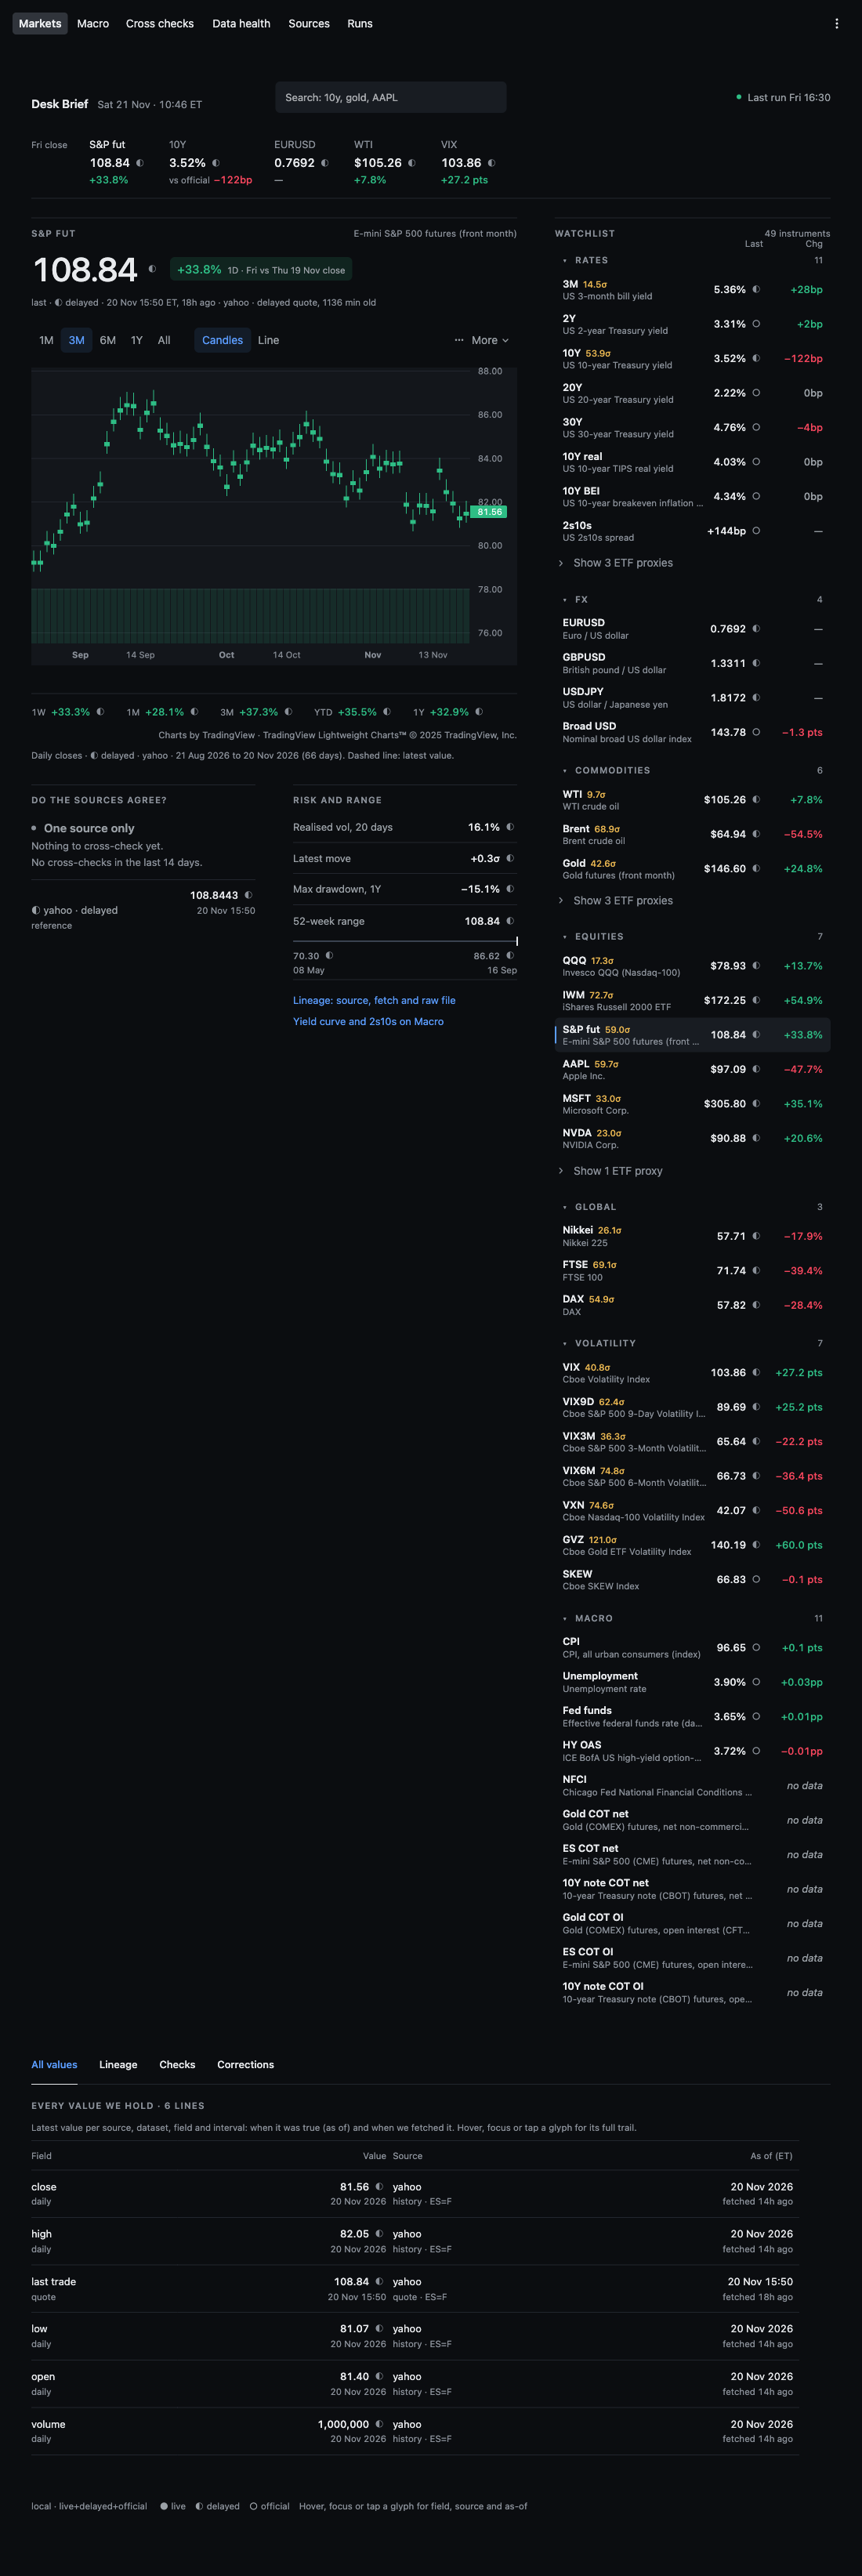 Markets Macro Cross checks Data health Sources Runs
Desk Brief Sat 21 Nov · 10:46 ET
Search: 10y, gold, AAPL
Last run Fri 16:30
Fri close S&P fut 10Y EURUSD WTI VIX
108.84 3.52% 0.7692 $105.26 103.86
+33.8% vs official −122bp — +7.8% +27.2 pts
S&P FUT E-mini S&P 500 futures (front month)
108.84 +33.8% 1D · Fri vs Thu 19 Nov close
last · delayed · 20 Nov 15:50 ET, 18h ago · yahoo · delayed quote, 1136 min old
1M 3M 6M 1Y All Candles Line ··· More
88.00
86.00
84.00
82.00
81.56
80.00
78.00
76.00
Sep 14 Sep Oct 14 Oct Nov 13 Nov
1W +33.3% 1M +28.1% 3M +37.3% YTD +35.5% 1Y +32.9%
Charts by TradingView · TradingView Lightweight Charts™ © 2025 TradingView, Inc.
Daily closes · delayed · yahoo · 21 Aug 2026 to 20 Nov 2026 (66 days). Dashed line: latest value.
DO THE SOURCES AGREE?
One source only
Nothing to cross-check yet.
No cross-checks in the last 14 days.
108.8443
yahoo · delayed 20 Nov 15:50
reference
RISK AND RANGE
Realised vol, 20 days 16.1%
Latest move +0.3σ
Max drawdown, 1Y −15.1%
52-week range 108.84
70.30 86.62
08 May 16 Sep
Lineage: source, fetch and raw file
Yield curve and 2s10s on Macro
WATCHLIST 49 instruments
Last Chg
RATES 11
3M 14.5σ 5.36% +28bp
US 3-month bill yield
2Y 3.31% +2bp
US 2-year Treasury yield
10Y 53.9σ 3.52% −122bp
US 10-year Treasury yield
20Y 2.22% 0bp
US 20-year Treasury yield
30Y 4.76% −4bp
US 30-year Treasury yield
10Y real 4.03% 0bp
US 10-year TIPS real yield
10Y BEI 4.34% 0bp
US 10-year breakeven inflation ...
2s10s +144bp —
US 2s10s spread
Show 3 ETF proxies
FX 4
EURUSD 0.7692 —
Euro / US dollar
GBPUSD 1.3311 —
British pound / US dollar
USDJPY 1.8172 —
US dollar / Japanese yen
Broad USD 143.78 −1.3 pts
Nominal broad US dollar index
COMMODITIES 6
WTI 9.7σ $105.26 +7.8%
WTI crude oil
Brent 68.9σ $64.94 −54.5%
Brent crude oil
Gold 42.6σ $146.60 +24.8%
Gold futures (front month)
Show 3 ETF proxies
EQUITIES 7
QQQ 17.3σ $78.93 +13.7%
Invesco QQQ (Nasdaq-100)
IWM 72.7σ $172.25 +54.9%
iShares Russell 2000 ETF
S&P fut 59.0σ 108.84 +33.8%
E-mini S&P 500 futures (front ...
AAPL 59.7σ $97.09 −47.7%
Apple Inc.
MSFT 33.0σ $305.80 +35.1%
Microsoft Corp.
NVDA 23.0σ $90.88 +20.6%
NVIDIA Corp.
Show 1 ETF proxy
GLOBAL 3
Nikkei 26.1σ 57.71 −17.9%
Nikkei 225
FTSE 69.1σ 71.74 −39.4%
FTSE 100
DAX 54.9σ 57.82 −28.4%
DAX
VOLATILITY 7
VIX 40.8σ 103.86 +27.2 pts
Cboe Volatility Index
VIX9D 62.4σ 89.69 +25.2 pts
Cboe S&P 500 9-Day Volatility I...
VIX3M 36.3σ 65.64 −22.2 pts
Cboe S&P 500 3-Month Volatilit...
VIX6M 74.8σ 66.73 −36.4 pts
Cboe S&P 500 6-Month Volatilit...
VXN 74.6σ 42.07 −50.6 pts
Cboe Nasdaq-100 Volatility Index
GVZ 121.0σ 140.19 +60.0 pts
Cboe Gold ETF Volatility Index
SKEW 66.83 −0.1 pts
Cboe SKEW Index
MACRO 11
CPI 96.65 +0.1 pts
CPI, all urban consumers (index)
Unemployment 3.90% +0.03pp
Unemployment rate
Fed funds 3.65% +0.01pp
Effective federal funds rate (da...
HY OAS 3.72% −0.01pp
ICE BofA US high-yield option-...
NFCI no data
Chicago Fed National Financial Conditions ...
Gold COT net no data
Gold (COMEX) futures, net non-commerci...
ES COT net no data
E-mini S&P 500 (CME) futures, net non-co...
10Y note COT net no data
10-year Treasury note (CBOT) futures, net ...
Gold COT OI no data
Gold (COMEX) futures, open interest (CFT...
ES COT OI no data
E-mini S&P 500 (CME) futures, open intere...
10Y note COT OI no data
10-year Treasury note (CBOT) futures, ope...
All values Lineage Checks Corrections
EVERY VALUE WE HOLD · 6 LINES
Latest value per source, dataset, field and interval: when it was true (as of) and when we fetched it. Hover, focus or tap a glyph for its full trail.
Field Value Source As of (ET)
close 81.56 yahoo 20 Nov 2026
daily 20 Nov 2026 history · ES=F fetched 14h ago
high 82.05 yahoo 20 Nov 2026
daily 20 Nov 2026 history · ES=F fetched 14h ago
last trade 108.84 yahoo 20 Nov 15:50
quote 20 Nov 15:50 quote · ES=F fetched 18h ago
low 81.07 yahoo 20 Nov 2026
daily 20 Nov 2026 history · ES=F fetched 14h ago
open 81.40 yahoo 20 Nov 2026
daily 20 Nov 2026 history · ES=F fetched 14h ago
volume 1,000,000 yahoo 20 Nov 2026
daily 20 Nov 2026 history · ES=F fetched 14h ago
local · live+delayed+official live delayed official Hover, focus or tap a glyph for field, source and as-of